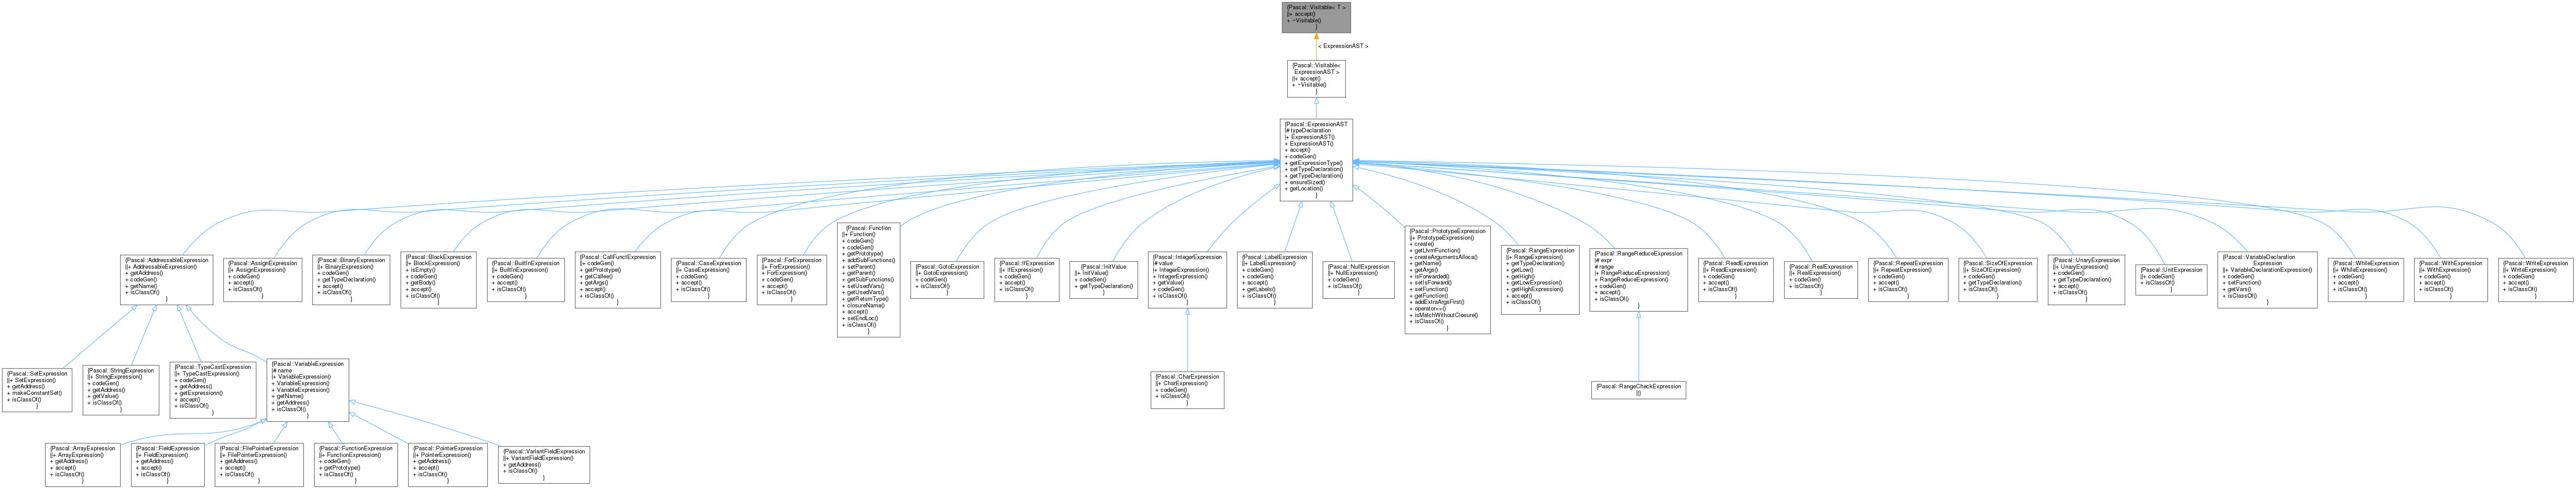 {Pascal::Visitable< T >
||+ accept()
+ ~Visitable()
}
< ExpressionAST >
{Pascal::Visitable<
ExpressionAST >
||+ accept()
+ ~Visitable()
}
{Pascal::ExpressionAST
|# typeDeclaration
|+ ExpressionAST()
+ ExpressionAST()
+ accept()
+ codeGen()
+ getExpressionType()
+ setTypeDeclaration()
+ getTypeDeclaration()
+ ensureSized()
+ getLocation()
}
{Pascal::AddressableExpression
||+ AddressableExpression()
+ getAddress()
+ codeGen()
+ getName()
+ isClassOf()
}
{Pascal::AssignExpression
||+ AssignExpression()
+ codeGen()
+ accept()
+ isClassOf()
}
{Pascal::BinaryExpression
||+ BinaryExpression()
+ codeGen()
+ getTypeDeclaration()
+ accept()
+ isClassOf()
}
{Pascal::BlockExpression
||+ BlockExpression()
+ isEmpty()
+ codeGen()
+ getBody()
+ accept()
+ isClassOf()
}
{Pascal::BuiltInExpression
||+ BuiltInExpression()
+ codeGen()
+ accept()
+ isClassOf()
}
{Pascal::CallFunctExpression
||+ codeGen()
+ getPrototype()
+ getCallee()
+ getArgs()
+ accept()
+ isClassOf()
}
{Pascal::CaseExpression
||+ CaseExpression()
+ codeGen()
+ accept()
+ isClassOf()
}
{Pascal::ForExpression
||+ ForExpression()
+ ForExpression()
+ codeGen()
+ accept()
+ isClassOf()
}
{Pascal::Function
||+ Function()
+ codeGen()
+ codeGen()
+ getPrototype()
+ addSubFunctions()
+ setParent()
+ getParent()
+ getSubFunctions()
+ setUsedVars()
+ getUsedVars()
+ getReturnType()
+ closureName()
+ accept()
+ setEndLoc()
+ isClassOf()
}
{Pascal::GotoExpression
||+ GotoExpression()
+ codeGen()
+ isClassOf()
}
{Pascal::IfExpression
||+ IfExpression()
+ codeGen()
+ accept()
+ isClassOf()
}
{Pascal::InitValue
||+ InitValue()
+ codeGen()
+ getTypeDeclaration()
}
{Pascal::IntegerExpression
|# value
|+ IntegerExpression()
+ IntegerExpression()
+ getValue()
+ codeGen()
+ isClassOf()
}
{Pascal::LabelExpression
||+ LabelExpression()
+ codeGen()
+ codeGen()
+ accept()
+ getLabels()
+ isClassOf()
}
{Pascal::NullExpression
||+ NullExpression()
+ codeGen()
+ isClassOf()
}
{Pascal::PrototypeExpression
||+ PrototypeExpression()
+ create()
+ getLlvmFunction()
+ createArgumentsAlloca()
+ getName()
+ getArgs()
+ isForwarded()
+ setIsForward()
+ setFunction()
+ getFunction()
+ addExtraArgsFirst()
+ operator==()
+ isMatchWithoutClosure()
+ isClassOf()
}
{Pascal::RangeExpression
||+ RangeExpression()
+ getTypeDeclaration()
+ getLow()
+ getHigh()
+ getLowExpression()
+ getHighExpression()
+ accept()
+ isClassOf()
}
{Pascal::RangeReduceExpression
|# expr
# range
|+ RangeReduceExpression()
+ RangeReduceExpression()
+ codeGen()
+ accept()
+ isClassOf()
}
{Pascal::ReadExpression
||+ ReadExpression()
+ codeGen()
+ accept()
+ isClassOf()
}
{Pascal::RealExpression
||+ RealExpression()
+ codeGen()
+ isClassOf()
}
{Pascal::RepeatExpression
||+ RepeatExpression()
+ codeGen()
+ accept()
+ isClassOf()
}
{Pascal::SizeOfExpression
||+ SizeOfExpression()
+ codeGen()
+ getTypeDeclaration()
+ isClassOf()
}
{Pascal::UnaryExpression
||+ UnaryExpression()
+ codeGen()
+ getTypeDeclaration()
+ accept()
+ isClassOf()
}
{Pascal::UnitExpression
||+ codeGen()
+ isClassOf()
}
{Pascal::VariableDeclaration
Expression
||+ VariableDeclarationExpression()
+ codeGen()
+ setFunction()
+ getVars()
+ isClassOf()
}
{Pascal::WhileExpression
||+ WhileExpression()
+ codeGen()
+ accept()
+ isClassOf()
}
{Pascal::WithExpression
||+ WithExpression()
+ codeGen()
+ accept()
+ isClassOf()
}
{Pascal::WriteExpression
||+ WriteExpression()
+ codeGen()
+ accept()
+ isClassOf()
}
{Pascal::SetExpression
||+ SetExpression()
+ getAddress()
+ makeConstantSet()
+ isClassOf()
}
{Pascal::StringExpression
||+ StringExpression()
+ codeGen()
+ getAddress()
+ getValue()
+ isClassOf()
}
{Pascal::TypeCastExpression
||+ TypeCastExpression()
+ codeGen()
+ getAddress()
+ getExpressionn()
+ accept()
+ isClassOf()
}
{Pascal::VariableExpression
|# name
|+ VariableExpression()
+ VariableExpression()
+ VariableExpression()
+ getName()
+ getAddress()
+ isClassOf()
}
{Pascal::CharExpression
||+ CharExpression()
+ codeGen()
+ isClassOf()
}
{Pascal::RangeCheckExpression
||}
{Pascal::ArrayExpression
||+ ArrayExpression()
+ getAddress()
+ accept()
+ isClassOf()
}
{Pascal::FieldExpression
||+ FieldExpression()
+ getAddress()
+ accept()
+ isClassOf()
}
{Pascal::FilePointerExpression
||+ FilePointerExpression()
+ getAddress()
+ accept()
+ isClassOf()
}
{Pascal::FunctionExpression
||+ FunctionExpression()
+ codeGen()
+ getPrototype()
+ isClassOf()
}
{Pascal::PointerExpression
||+ PointerExpression()
+ getAddress()
+ accept()
+ isClassOf()
}
{Pascal::VariantFieldExpression
||+ VariantFieldExpression()
+ getAddress()
+ isClassOf()
}